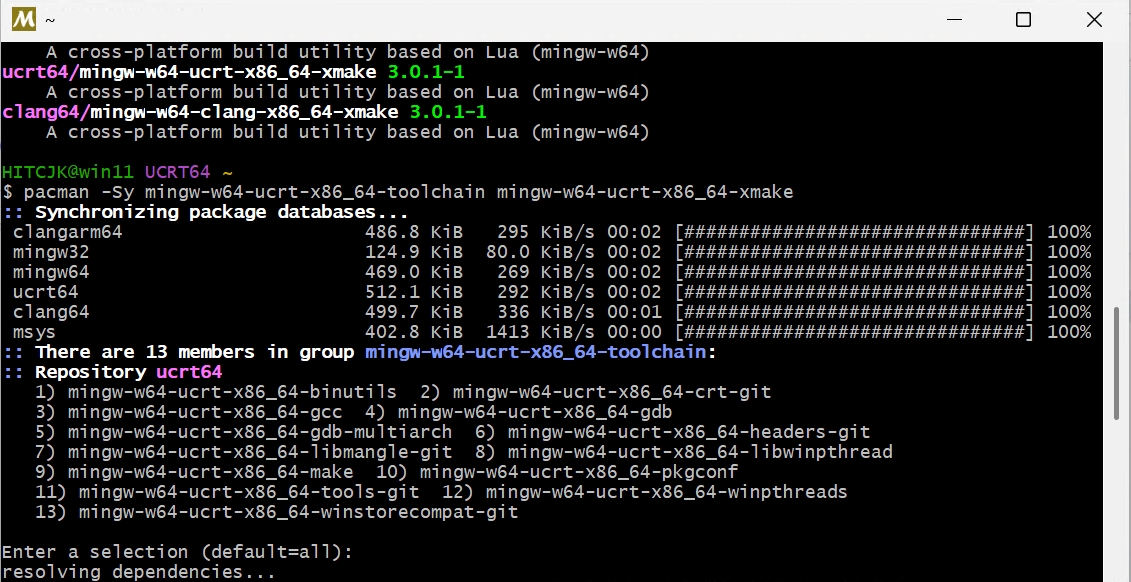 M ~
    A cross-platform build utility based on Lua (mingw-w64)
ucrt64/mingw-w64-ucrt-x86_64-xmake 3.0.1-1
    A cross-platform build utility based on Lua (mingw-w64)
clang64/mingw-w64-clang-x86_64-xmake 3.0.1-1
    A cross-platform build utility based on Lua (mingw-w64)
HITCJK@win11 UCRT64 ~
$ pacman -Sy mingw-w64-ucrt-x86_64-toolchain mingw-w64-ucrt-x86_64-xmake
:: Synchronizing package databases...
 clangarm64 486.8 KiB 295 KiB/s 00:02 [###############################] 100%
 mingw32 124.9 KiB 80.0 KiB/s 00:02 [###############################] 100%
 mingw64 469.0 KiB 269 KiB/s 00:02 [###############################] 100%
 ucrt64 512.1 KiB 292 KiB/s 00:02 [###############################] 100%
 clang64 499.7 KiB 336 KiB/s 00:01 [###############################] 100%
 msys 402.8 KiB 1413 KiB/s 00:00 [###############################] 100%
:: There are 13 members in group mingw-w64-ucrt-x86_64-toolchain:
:: Repository ucrt64
   1) mingw-w64-ucrt-x86_64-binutils  2) mingw-w64-ucrt-x86_64-crt-git
   3) mingw-w64-ucrt-x86_64-gcc  4) mingw-w64-ucrt-x86_64-gdb
   5) mingw-w64-ucrt-x86_64-gdb-multiarch  6) mingw-w64-ucrt-x86_64-headers-git
   7) mingw-w64-ucrt-x86_64-libmangle-git  8) mingw-w64-ucrt-x86_64-libwinpthread
   9) mingw-w64-ucrt-x86_64-make  10) mingw-w64-ucrt-x86_64-pkgconf
   11) mingw-w64-ucrt-x86_64-tools-git  12) mingw-w64-ucrt-x86_64-winpthreads
   13) mingw-w64-ucrt-x86_64-winstorecompat-git
Enter a selection (default=all):
resolving dependencies...